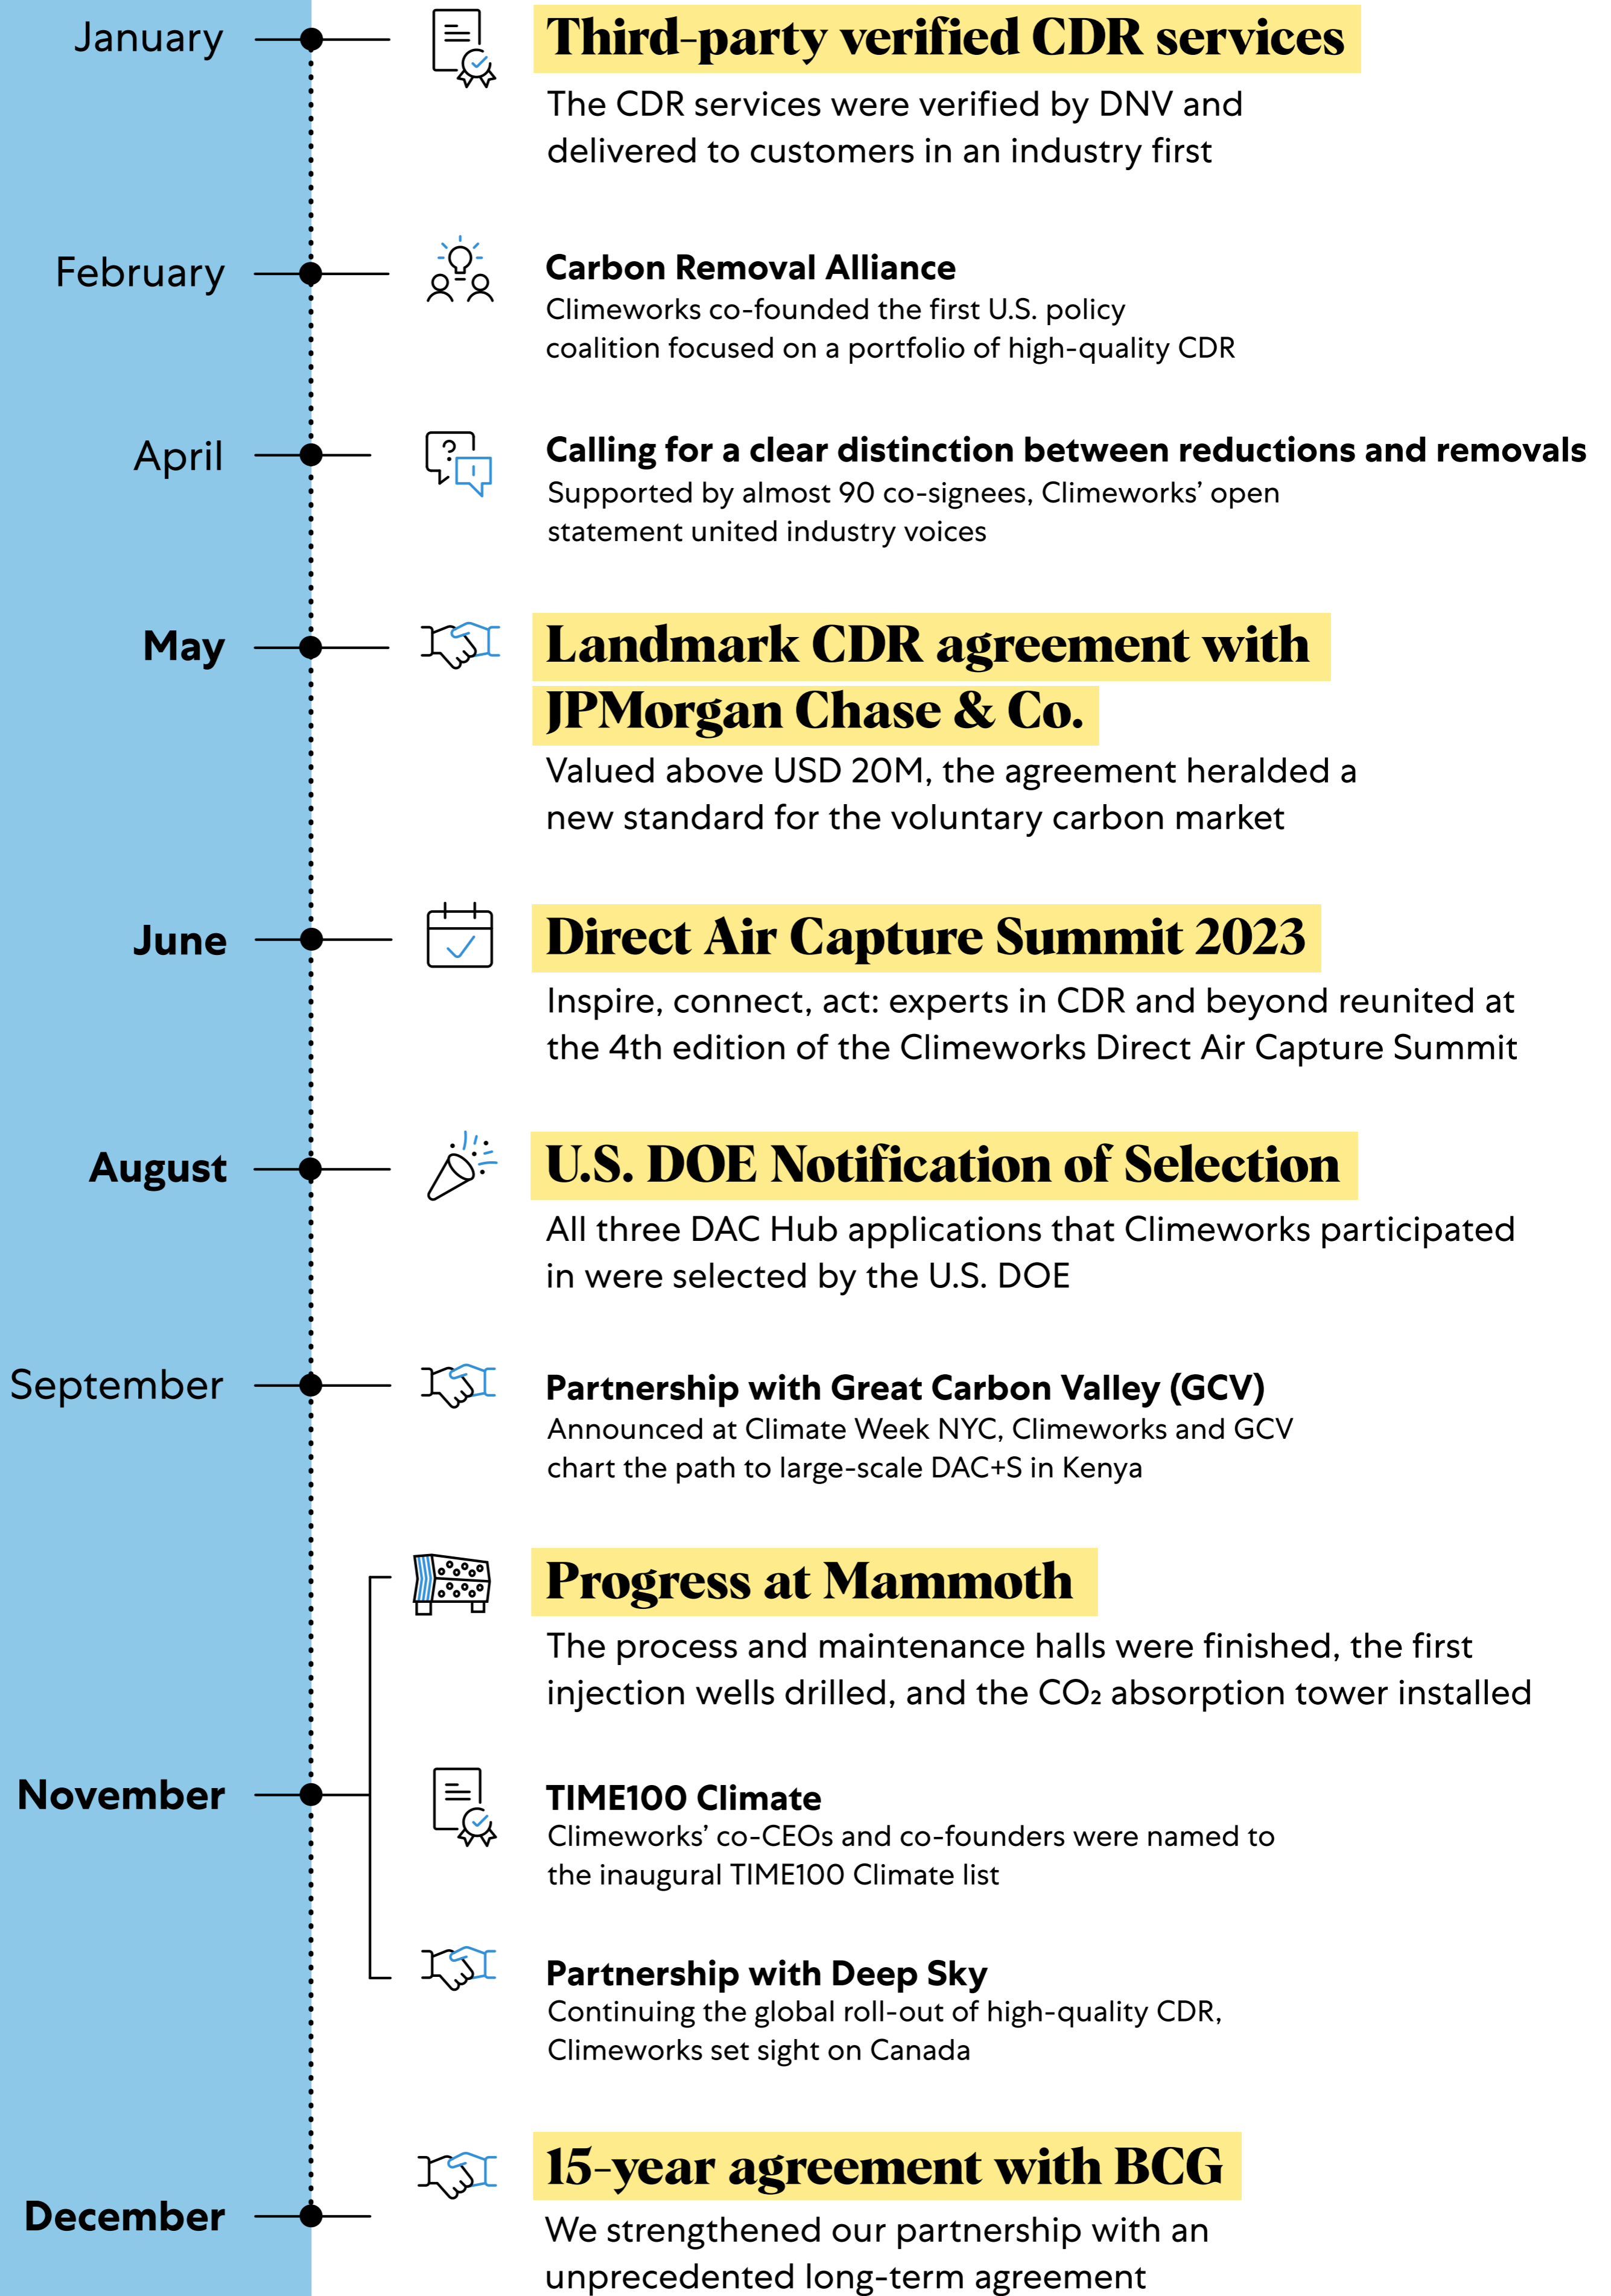 January
Third-party verified CDR services
The CDR services were verified by DNV and
delivered to customers in an industry first
February
Carbon Removal Alliance
Climeworks co-founded the first U.S. policy
coalition focused on a portfolio of high-quality CDR
April
Calling for a clear distinction between reductions and removals
Supported by almost 90 co-signees, Climeworks’ open
statement united industry voices
May
Landmark CDR agreement with
JPMorgan Chase & Co.
Valued above USD 20M, the agreement heralded a
new standard for the voluntary carbon market
June
Direct Air Capture Summit 2023
Inspire, connect, act: experts in CDR and beyond reunited at
the 4th edition of the Climeworks Direct Air Capture Summit
August
U.S. DOE Notification of Selection
All three DAC Hub applications that Climeworks participated
in were selected by the U.S. DOE
September
Partnership with Great Carbon Valley (GCV)
Announced at Climate Week NYC, Climeworks and GCV
chart the path to large-scale DAC+S in Kenya
November
Progress at Mammoth
The process and maintenance halls were finished, the first
injection wells drilled, and the CO₂ absorption tower installed
TIME100 Climate
Climeworks’ co-CEOs and co-founders were named to
the inaugural TIME100 Climate list
Partnership with Deep Sky
Continuing the global roll-out of high-quality CDR,
Climeworks set sight on Canada
December
15-year agreement with BCG
We strengthened our partnership with an
unprecedented long-term agreement